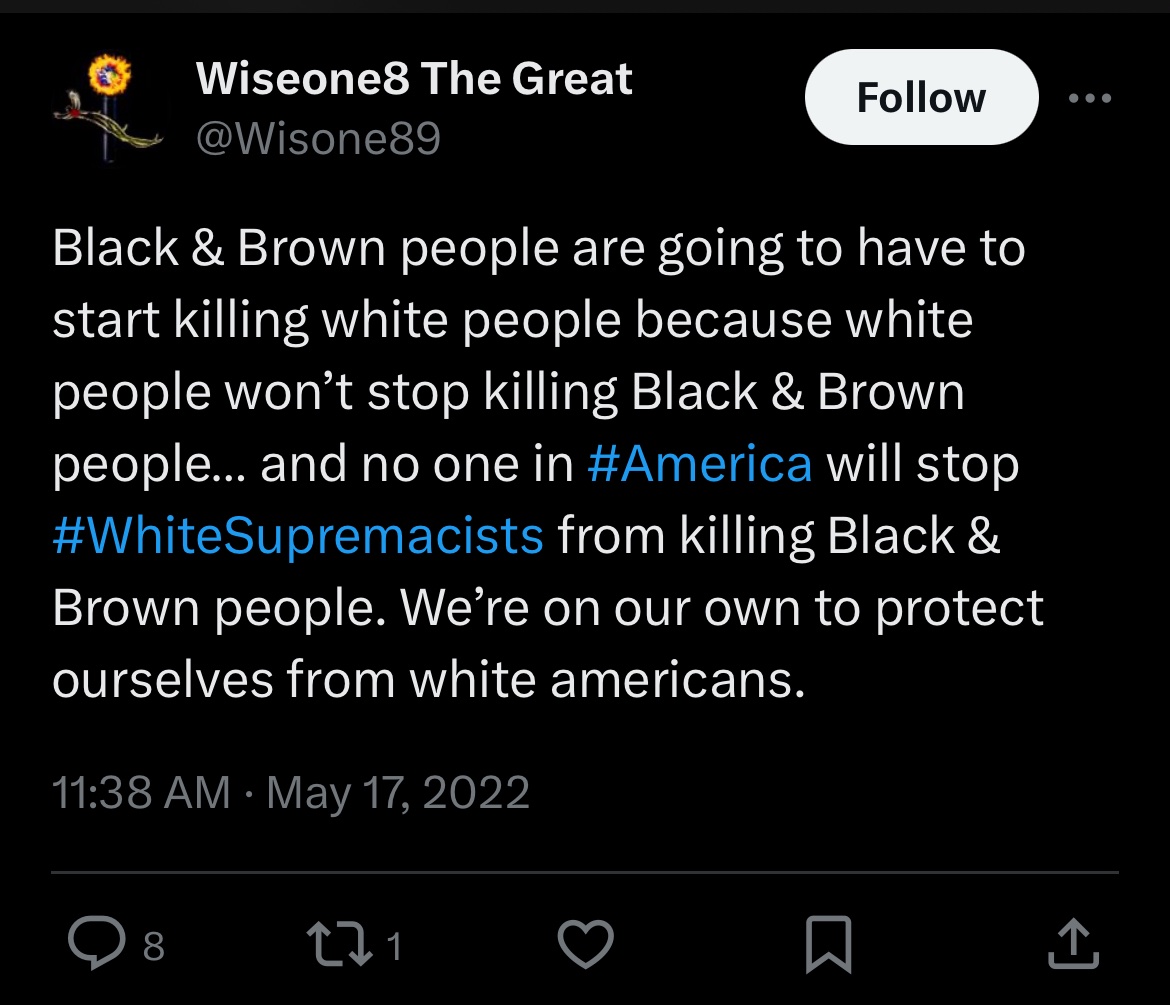 Wiseone8 The Great
@Wisone89
Follow
Black & Brown people are going to have to
start killing white people because white
people won’t stop killing Black & Brown
people... and no one in #America will stop
#WhiteSupremacists from killing Black &
Brown people. We’re on our own to protect
ourselves from white americans.
11:38 AM · May 17, 2022
8 1